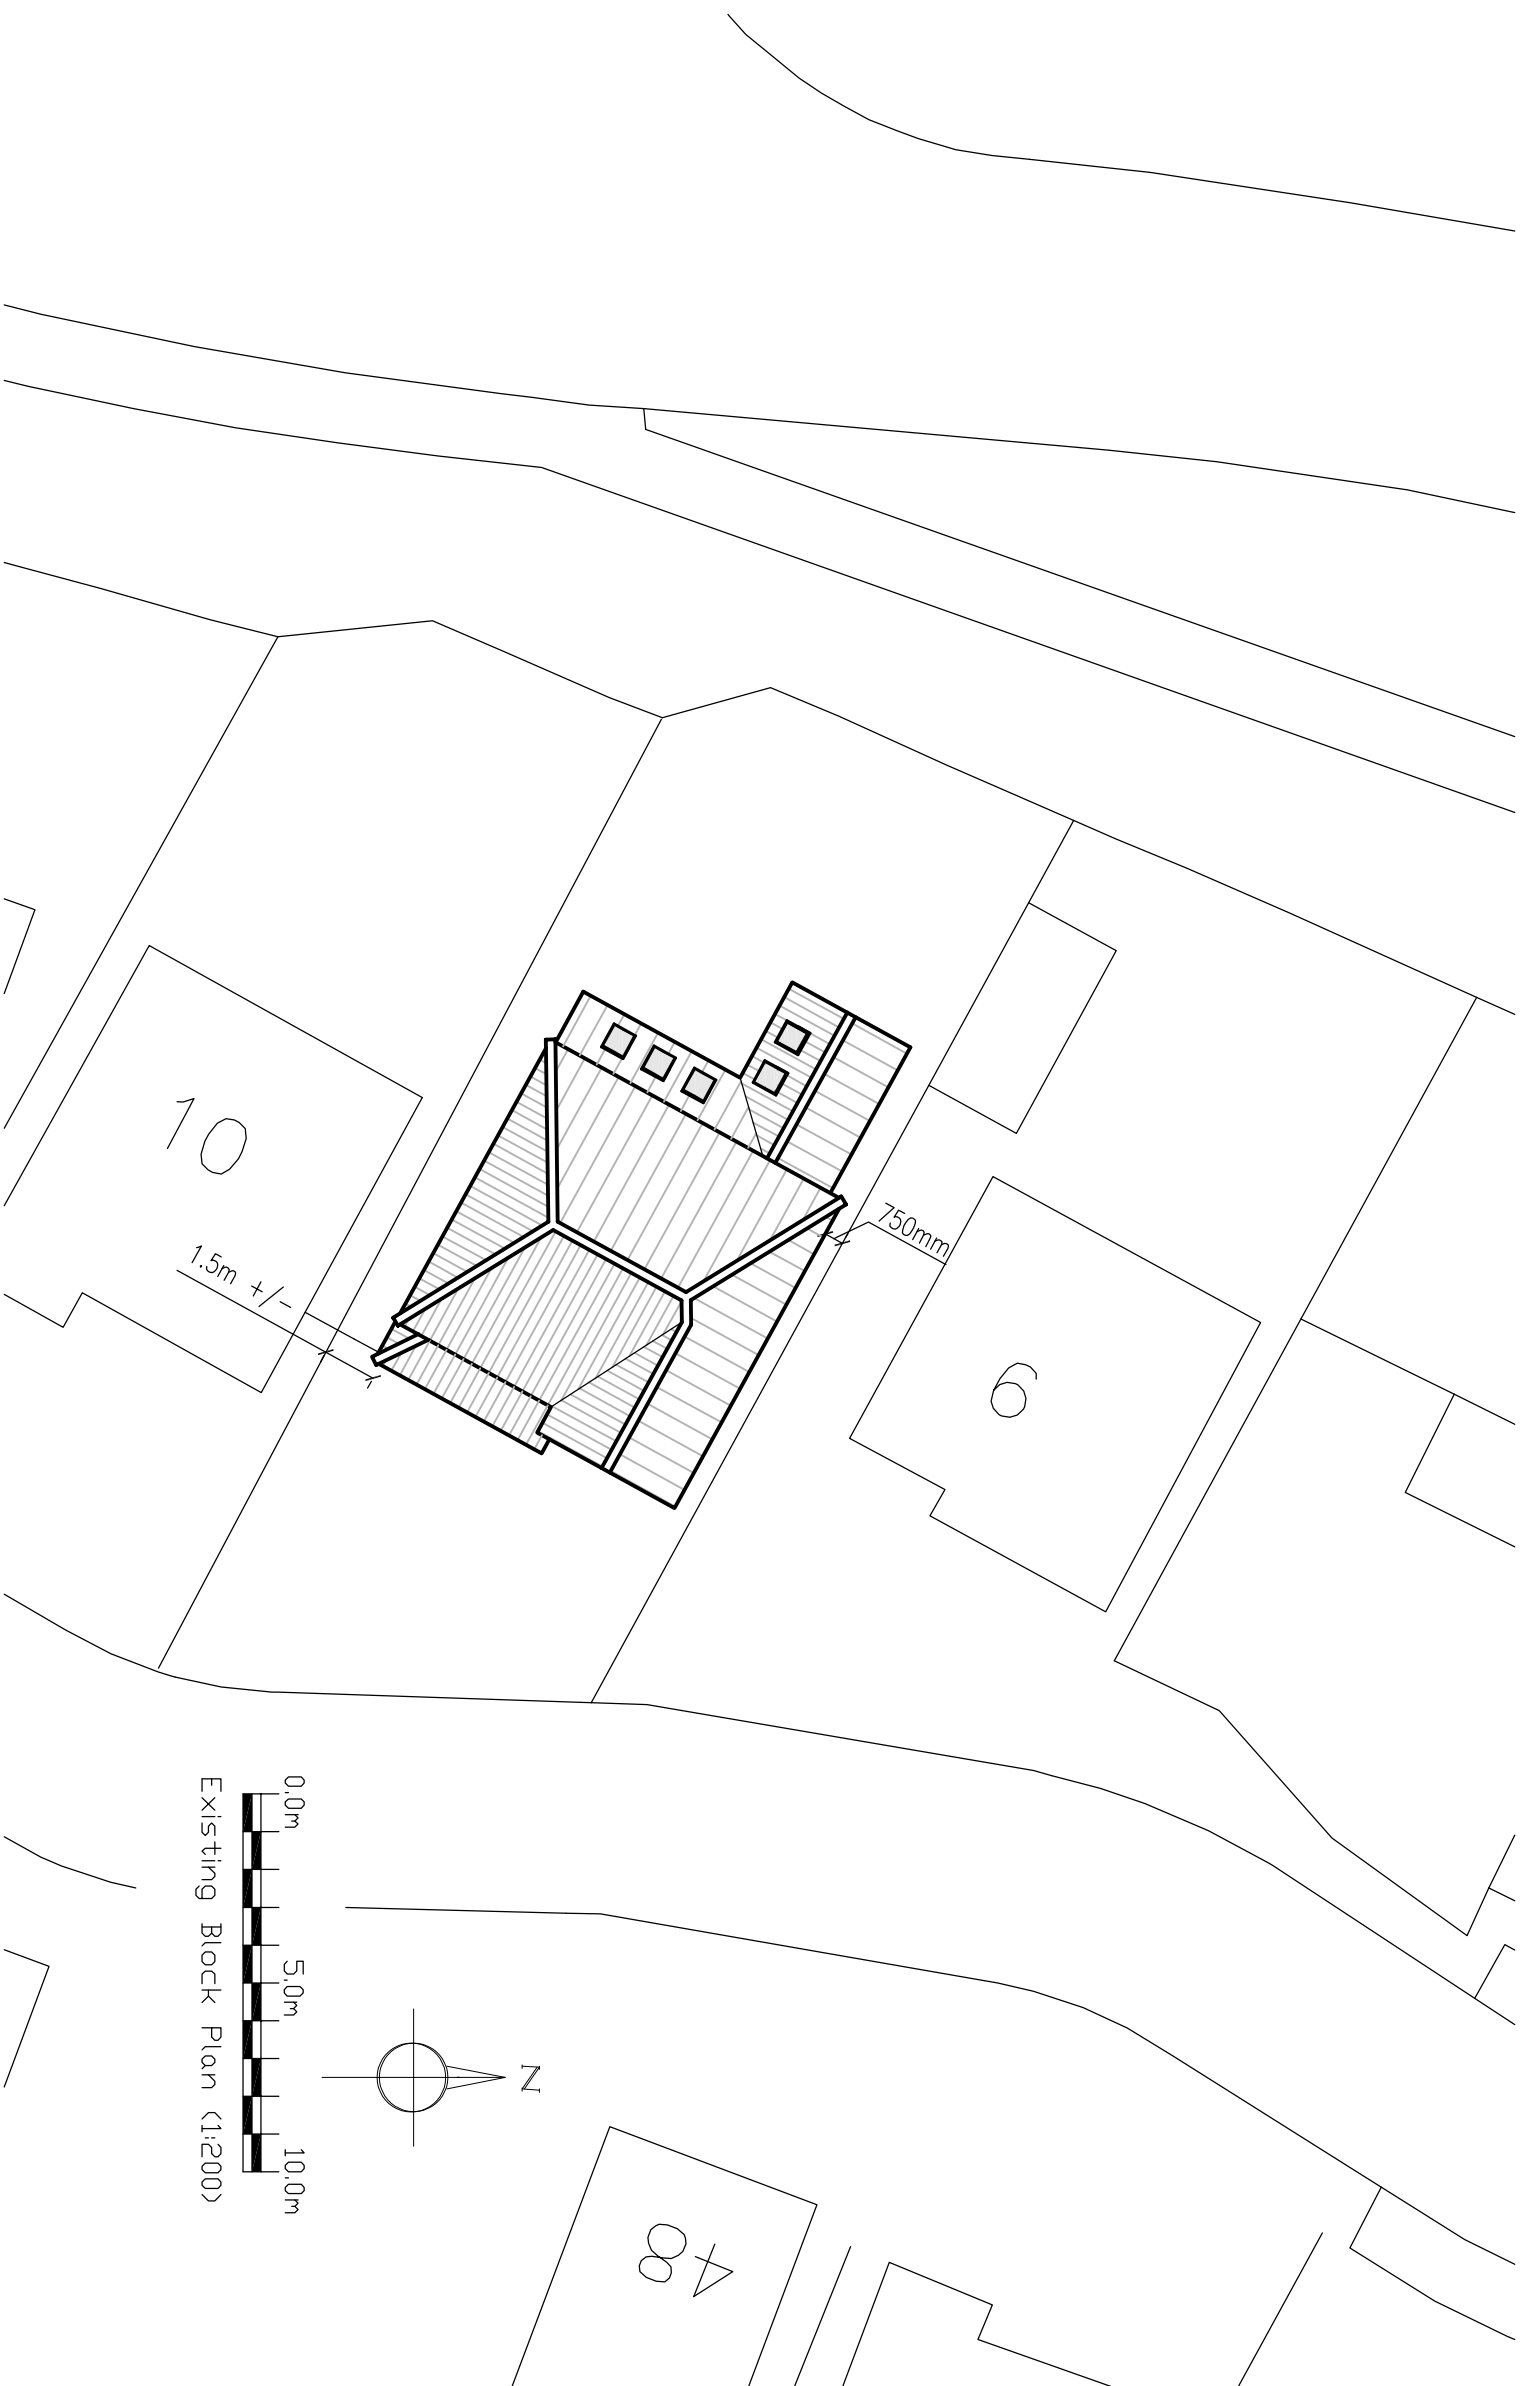 10
1.5m +/-
750mm
6
0.0m
5.0m
10.0m
Existing Block Plan (1:200)
N
48